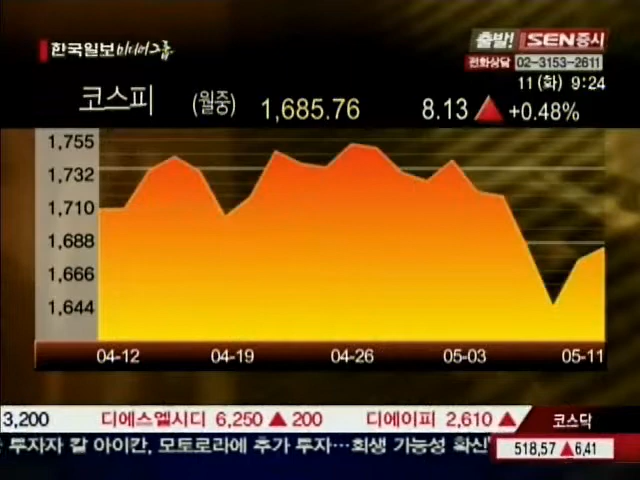 한국일보 미디어그룹
출발! SEN증시
전화상담 02-3153-2611
11 (화) 9:24
코스피 (월중) 1,685.76 8.13 ▲ +0.48%
1,755
1,732
1,710
1,688
1,666
1,644
04-12 04-19 04-26 05-03 05-11
3,200 디에스엘시디 6,250 ▲ 200 디에이피 2,610 ▲ 코스닥
투자자 칼 아이칸, 모토로라에 추가 투자…회생 가능성 확신' 518.57 ▲6.41